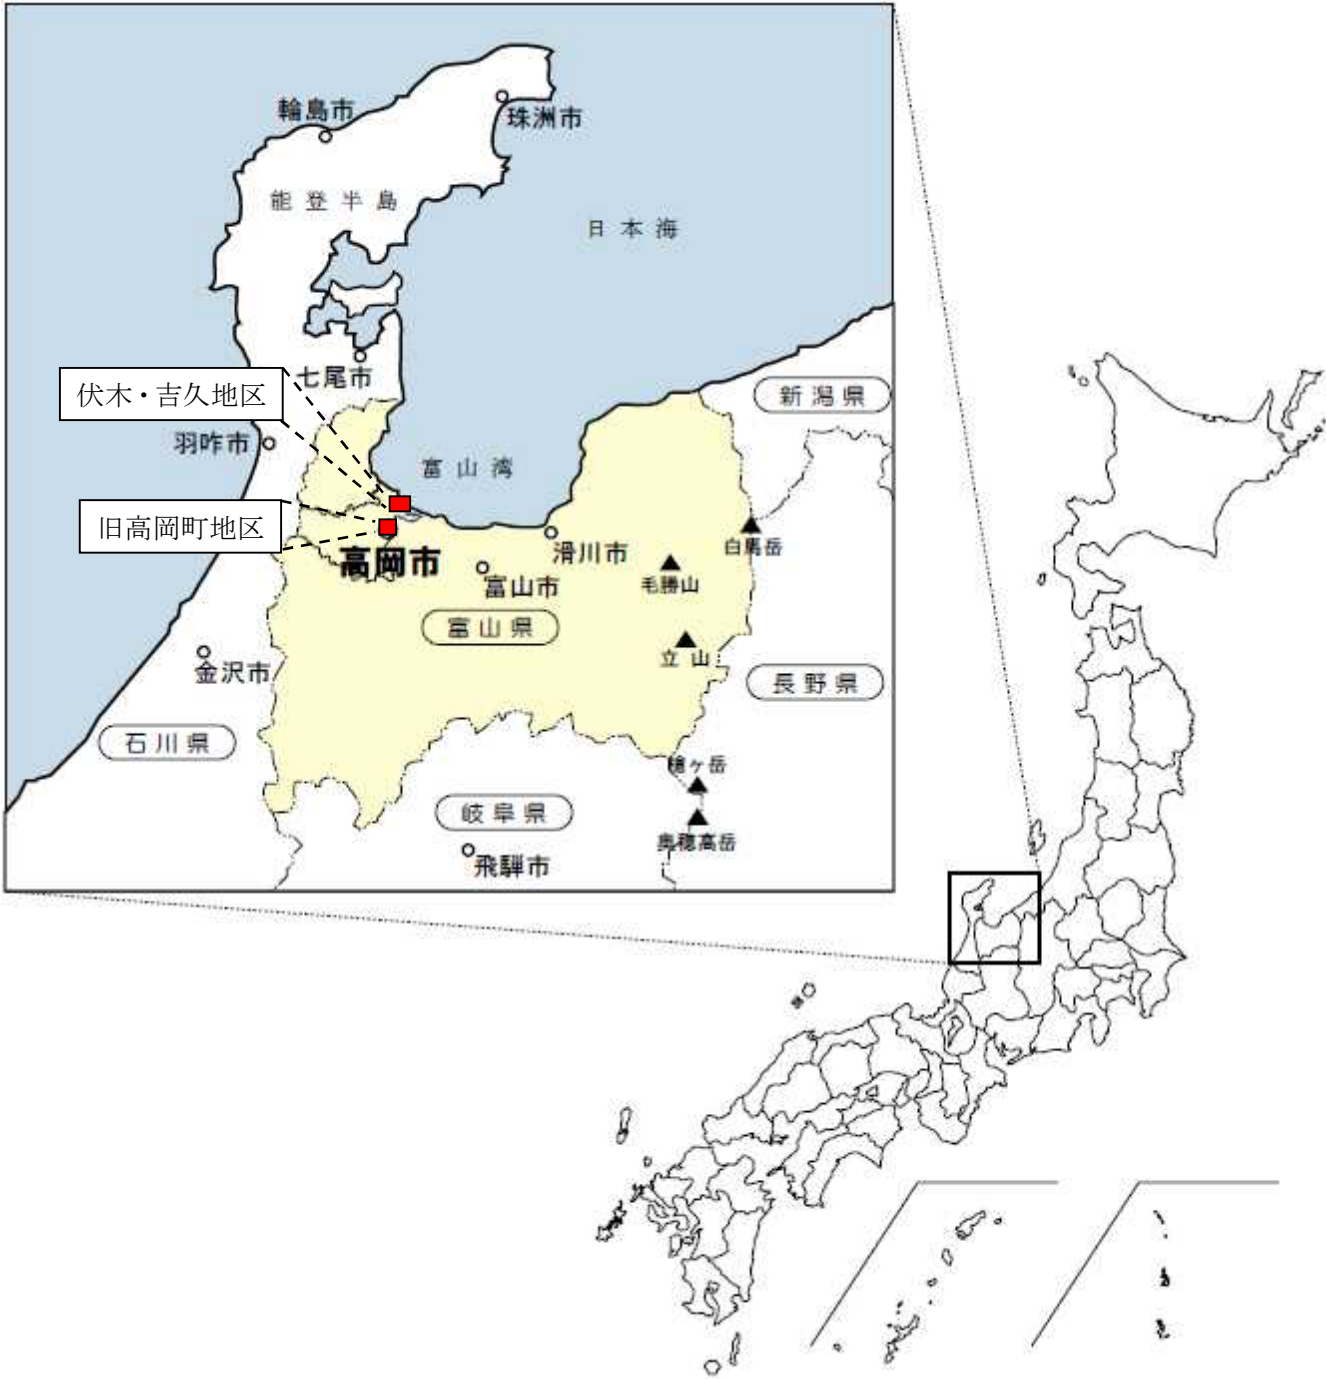 輪島市
珠洲市
能登半島
日本海
七尾市
伏木・吉久地区
新潟県
羽咋市
富山湾
旧高岡町地区
高岡市
滑川市
白馬岳
富山市
毛勝山
富山県
立山
金沢市
長野県
石川県
槍ヶ岳
岐阜県
奥穂高岳
飛騨市